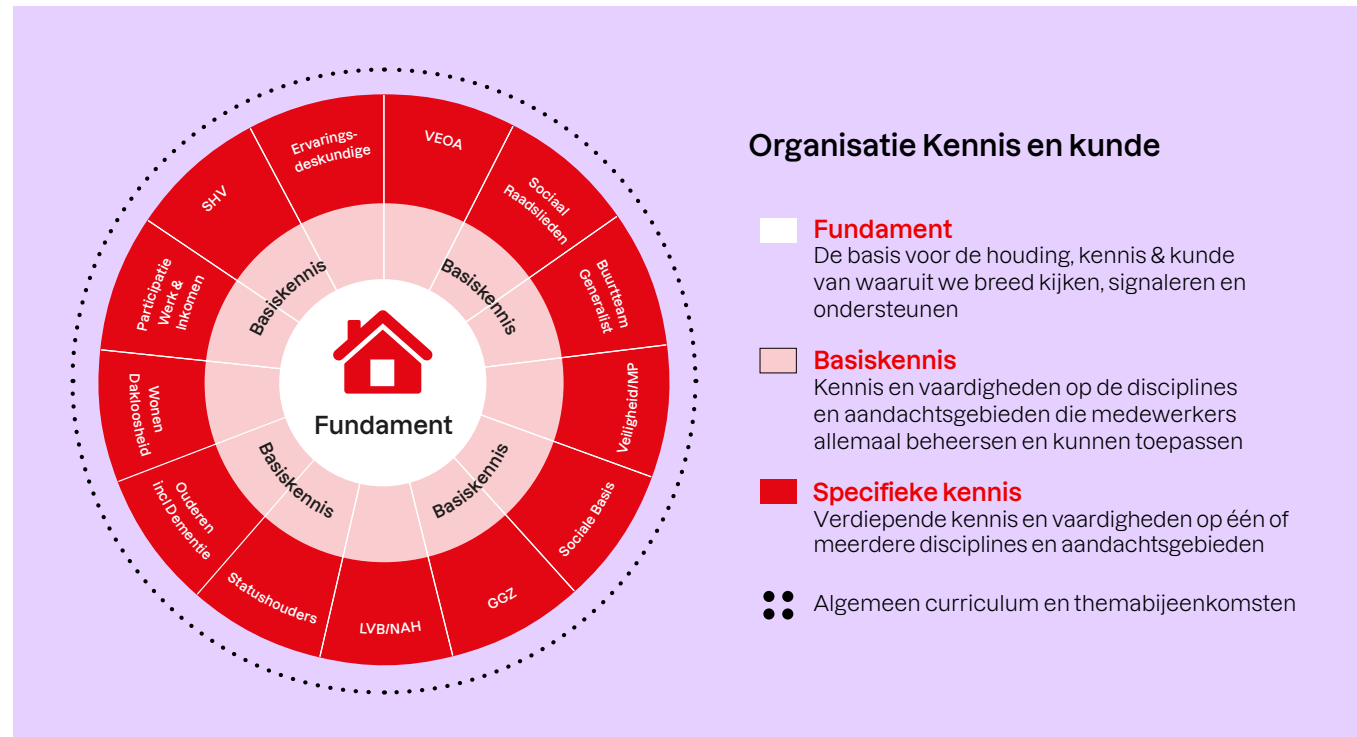 Ervarings-
deskundige
VEOA
Sociaal
Raadslieden
Buurtteam
Generalist
Veiligheid/MP
Sociale Basis
GGZ
LVB/NAH
Statushouders
Ouderen
incl Dementie
Wonen
Dakloosheid
Participatie
Werk &
Inkomen
SHV
Basiskennis
Basiskennis
Basiskennis
Basiskennis
Fundament
Organisatie Kennis en kunde
Fundament
De basis voor de houding, kennis & kunde
van waaruit we breed kijken, signaleren en
ondersteunen
Basiskennis
Kennis en vaardigheden op de disciplines
en aandachtsgebieden die medewerkers
allemaal beheersen en kunnen toepassen
Specifieke kennis
Verdiepende kennis en vaardigheden op één of
meerdere disciplines en aandachtsgebieden
Algemeen curriculum en themabijeenkomsten